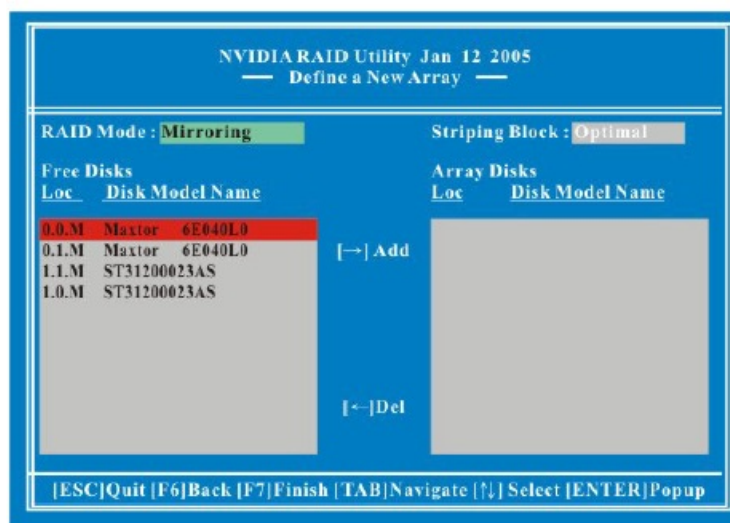 NVIDIA RAID Utility Jan 12 2005
— Define a New Array —
RAID Mode : Mirroring
Striping Block : Optimal
Free Disks
Loc Disk Model Name
Array Disks
Loc Disk Model Name
0.0.M Maxtor 6E040L0
0.1.M Maxtor 6E040L0
1.1.M ST31200023AS
1.0.M ST31200023AS
[→] Add
[←]Del
[ESC]Quit [F6]Back [F7]Finish [TAB]Navigate [↑↓] Select [ENTER]Popup